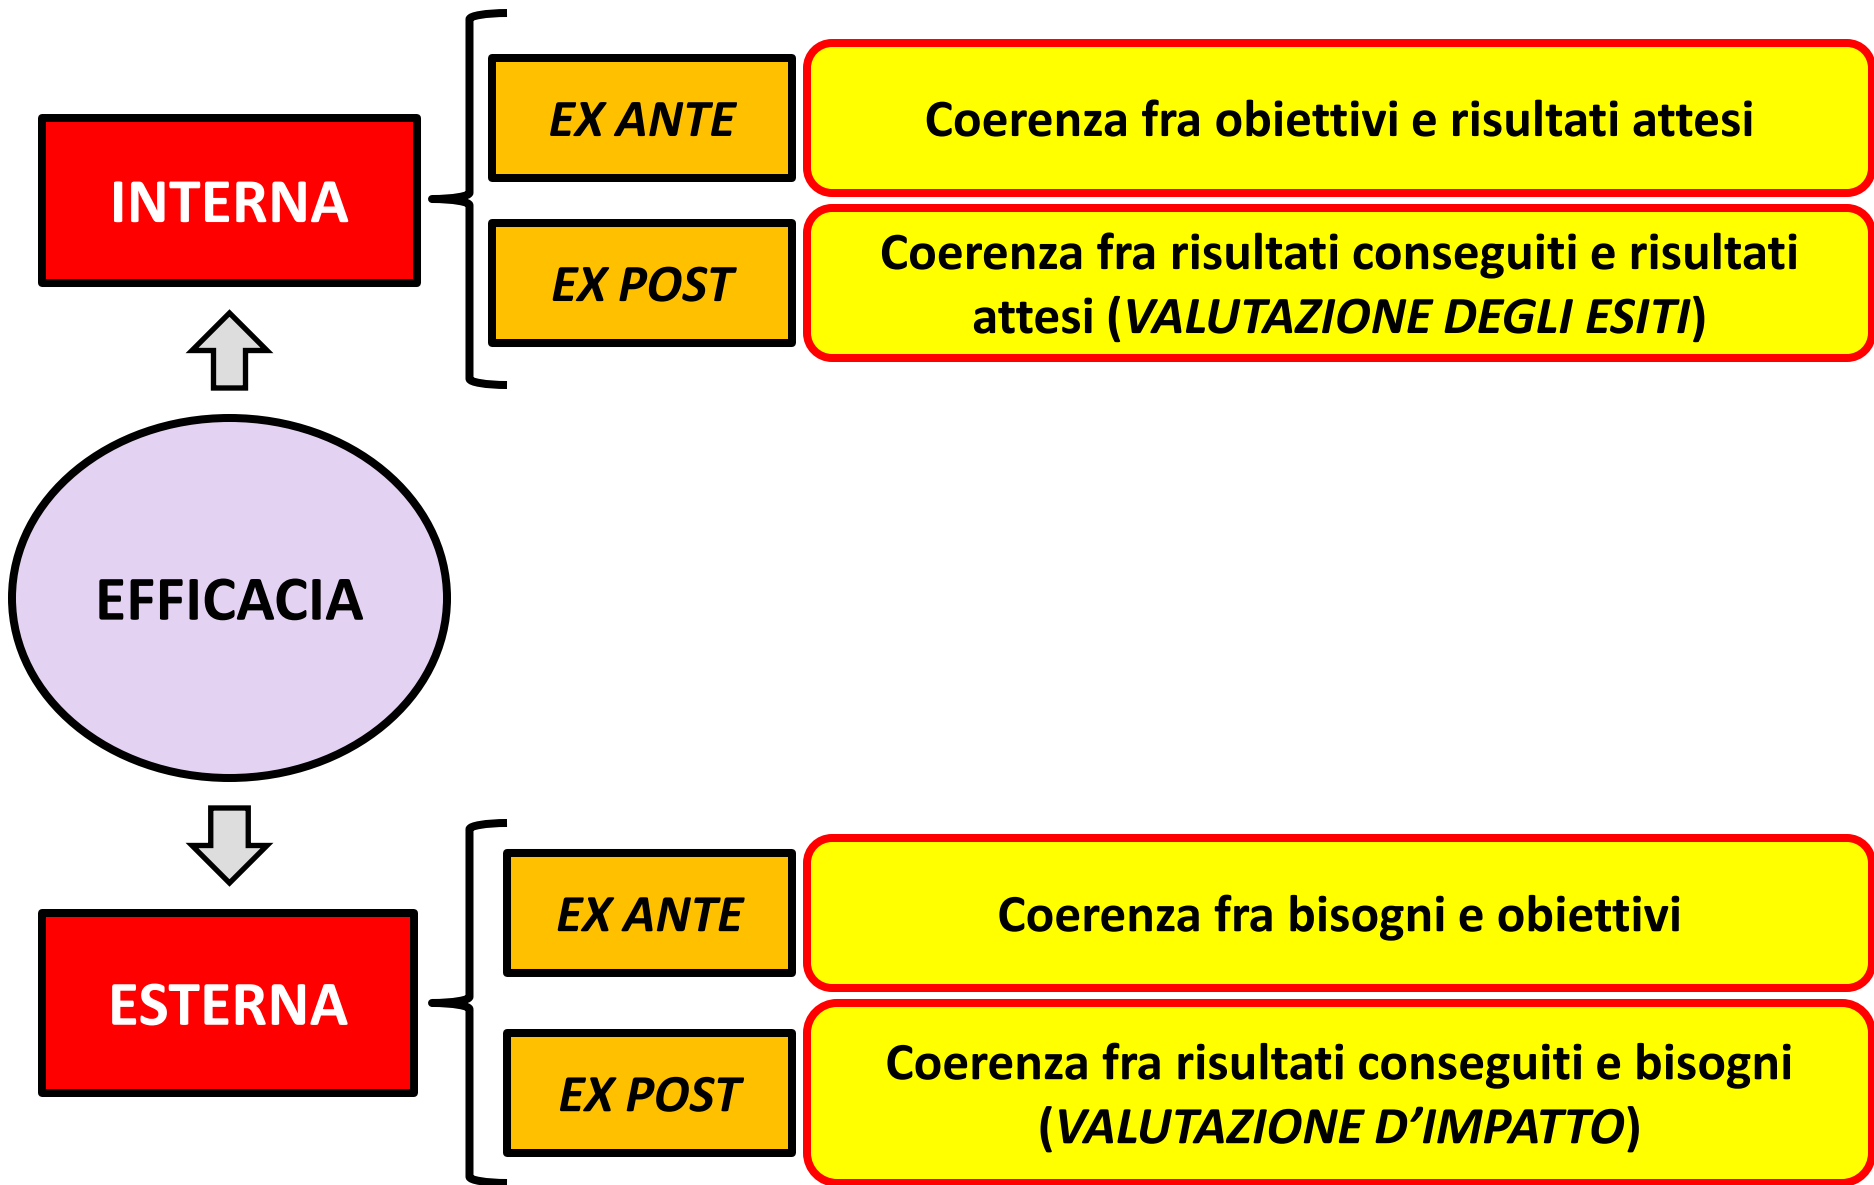 EX ANTE
Coerenza fra obiettivi e risultati attesi
INTERNA
EX POST
Coerenza fra risultati conseguiti e risultati
attesi (VALUTAZIONE DEGLI ESITI)
EFFICACIA
EX ANTE
Coerenza fra bisogni e obiettivi
ESTERNA
EX POST
Coerenza fra risultati conseguiti e bisogni
(VALUTAZIONE D’IMPATTO)